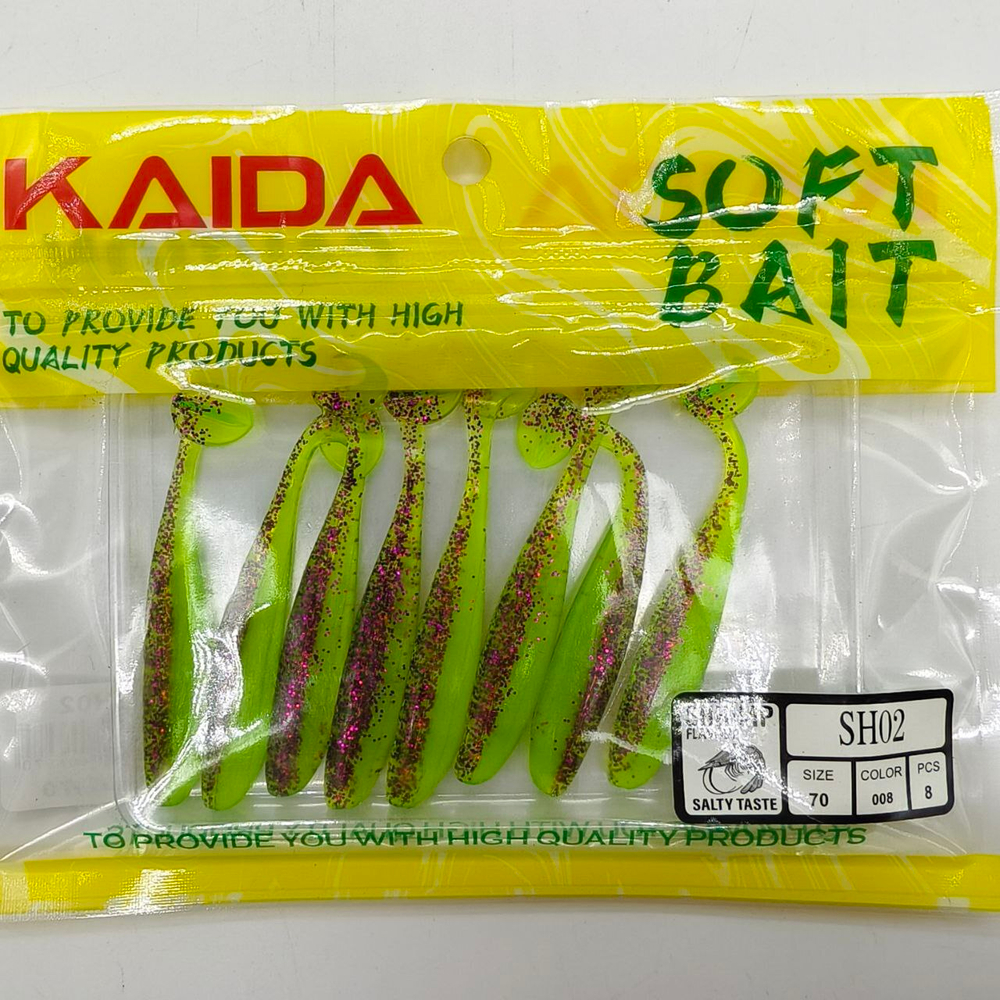 KAIDA
SOFT
BAIT
TO PROVIDE YOU WITH HIGH
QUALITY PRODUCTS
SHRIMP
SALTY TASTE
SH02
SIZE
70
COLOR
008
PCS
8
TO PROVIDE YOU WITH HIGH QUALITY PRODUCTS